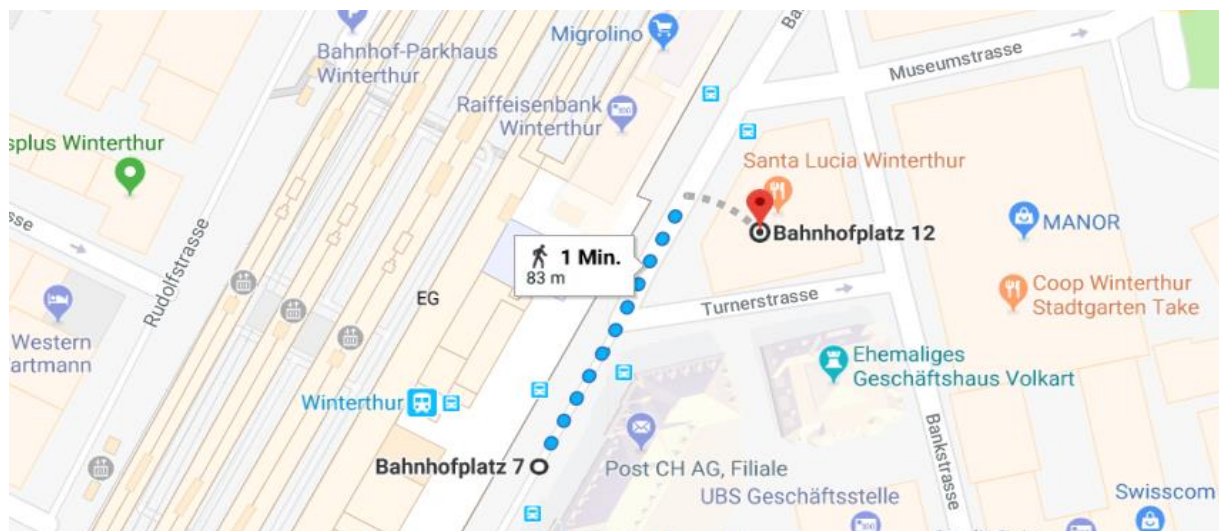 Migrolino
Bahnhof-Parkhaus
Winterthur
Museumstrasse
Raiffeisenbank
Winterthur
splus Winterthur
Santa Lucia Winterthur
Bahnhofplatz 12
MANOR
1 Min.
83 m
Rudolfstrasse
EG
Turnerstrasse
Coop Winterthur
Stadtgarten Take
Western
artmann
Ehemaliges
Geschäftshaus Volkart
Winterthur
Bankstrasse
Bahnhofplatz 7
Post CH AG, Filiale
UBS Geschäftsstelle
Swisscom